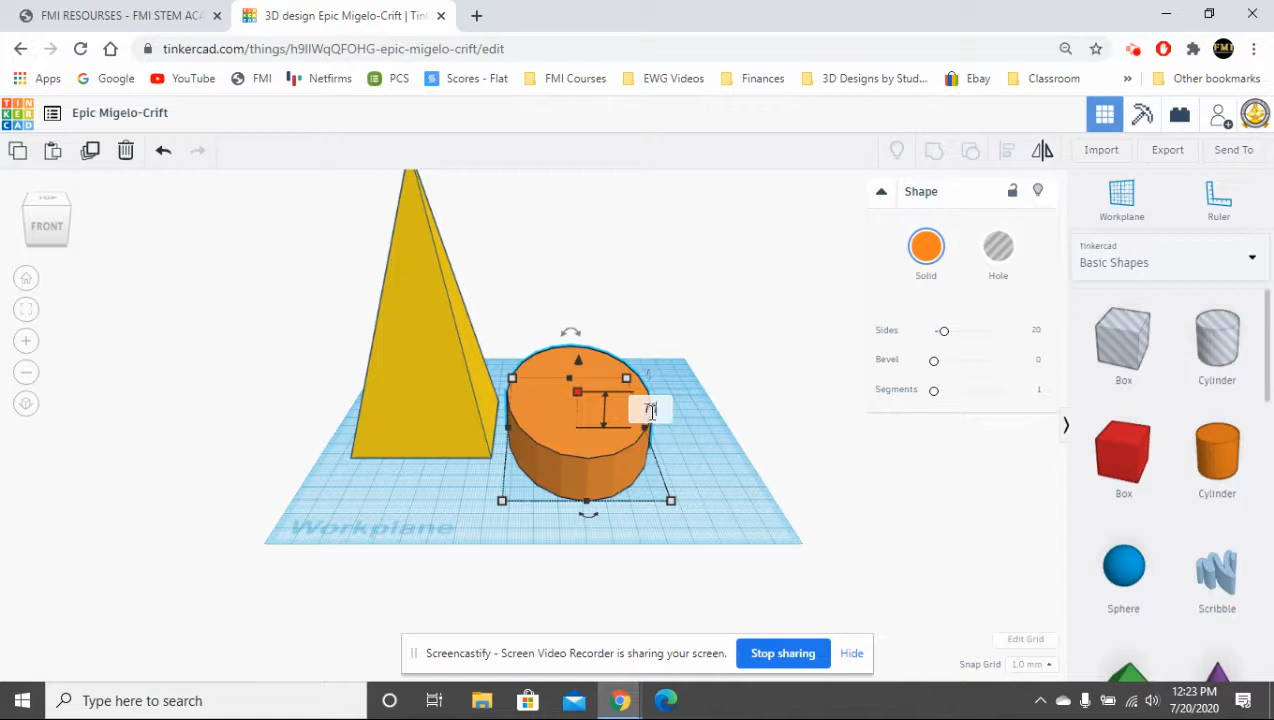 FMI RESOURSES - FMI STEM ACA
3D design Epic Migelo-Crift | Tink
tinkercad.com/things/h9IlWqQFOHG-epic-migelo-crift/edit
Apps
Google
YouTube
FMI
Netfirms
PCS
Scores - Flat
FMI Courses
EWG Videos
Finances
3D Designs by Stud...
Ebay
Classroom
»
Other bookmarks
TIN
KER
CAD
Epic Migelo-Crift
Import
Export
Send To
TOP
FRONT
Shape
Solid
Hole
Sides
20
Bevel
0
Segments
1
Workplane
Ruler
Tinkercad
Basic Shapes
Box
Cylinder
Box
Cylinder
Sphere
Scribble
Workplane
Edit Grid
Snap Grid
1.0 mm
Screencastify - Screen Video Recorder is sharing your screen.
Stop sharing
Hide
Type here to search
12:23 PM
7/20/2020